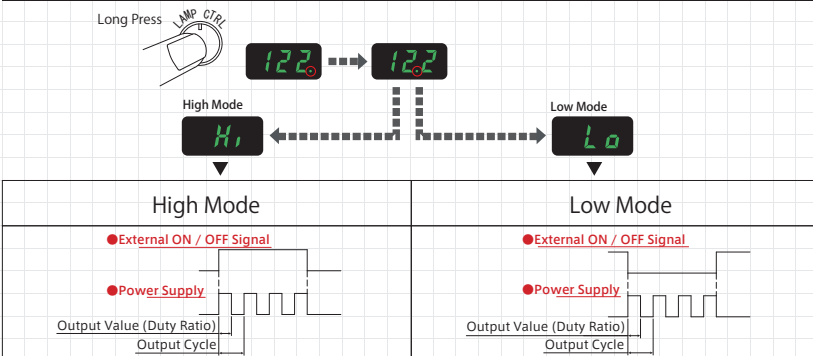 Long Press
LAMP CTRL
122. 12.2
High Mode Low Mode
Hi Lo
High Mode Low Mode
●External ON / OFF Signal ●External ON / OFF Signal
●Power Supply ●Power Supply
Output Value (Duty Ratio) Output Value (Duty Ratio)
Output Cycle Output Cycle